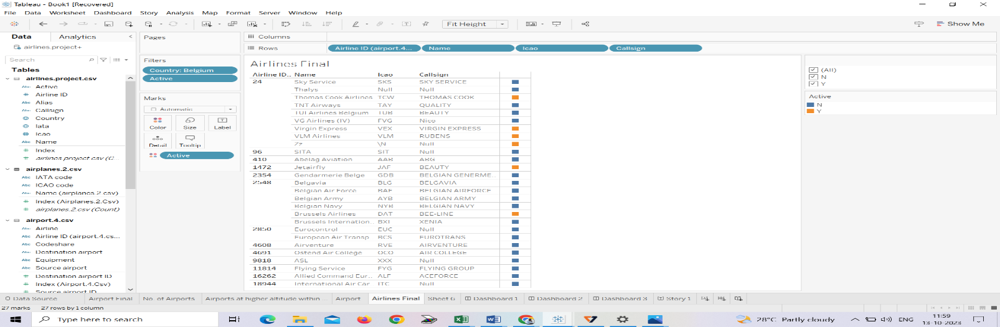 Tableau - Book1 [Recovered]
File Data Worksheet Dashboard Story Analysis Map Format Server Window Help
Fit Height
Show Me
Data Analytics
airlines.project+
Search
Tables
airlines.project.csv
Active
Airline ID
Alias
Callsign
Country
Iata
Icao
Name
Index
airlines.project.csv (C...
airplanes.2.csv
IATA code
ICAO code
Name (airplanes.2.csv)
Index (Airplanes.2.Csv)
airplanes.2.csv (Count)
airport.4.csv
Airline
Airline ID (airport.4.cs...
Codeshare
Destination airport
Equipment
Source airport
Destination airport ID
Index (Airport.4.Csv)
Source airport ID
Pages
Filters
Country: Belgium
Active
Marks
Automatic
Color Size Label
Detail Tooltip
Active
Columns
Rows Airline ID (airport.4... Name Icao Callsign
Airlines Final
Airline ID.. Name Icao Callsign
24 Sky Service SKS SKY SERVICE
Thalys Null Null
Thomas Cook Airlines TCW THOMAS COOK
TNT Airways TAY QUALITY
TUI Airlines Belgium TUB BEAUTY
VG Airlines (IV) FVG Nico
Virgin Express VEX VIRGIN EXPRESS
VLM Airlines VLM RUBENS
Zz \N Null
96 SITA SIT Null
410 Abelag Aviation AAB ABG
1472 Jetairfly JAF BEAUTY
2354 Gendarmerie Belge GDB BELGIAN GENERME..
2548 Belgavia BLG BELGAVIA
Belgian Air Force BAF BELGIAN AIRFORCE
Belgian Army AYB BELGIAN ARMY
Belgian Navy NYB BELGIAN NAVY
Brussels Airlines DAT BEE-LINE
Brussels Internation.. BXI XENIA
2850 Eurocontrol EUC Null
European Air Transp BCS EUROTRANS
4608 Airventure RVE AIRVENTURE
4691 Ostend Air College OCO AIR COLLEGE
9818 ASL XXX Null
11814 Flying Service FYG FLYING GROUP
16262 Allied Command Eur.. ALF ACEFORCE
18944 International Air Car ITC Null
(All)
N
Y
Active
N
Y
Data Source Airport Final No. of Airports Airports at higher altitude within ... Airport Airlines Final Sheet 6 Dashboard 1 Dashboard 2 Dashboard 3 Story 1
27 marks 27 rows by 1 column
Type here to search
28°C Partly cloudy
ENG
11:59
13-10-2023